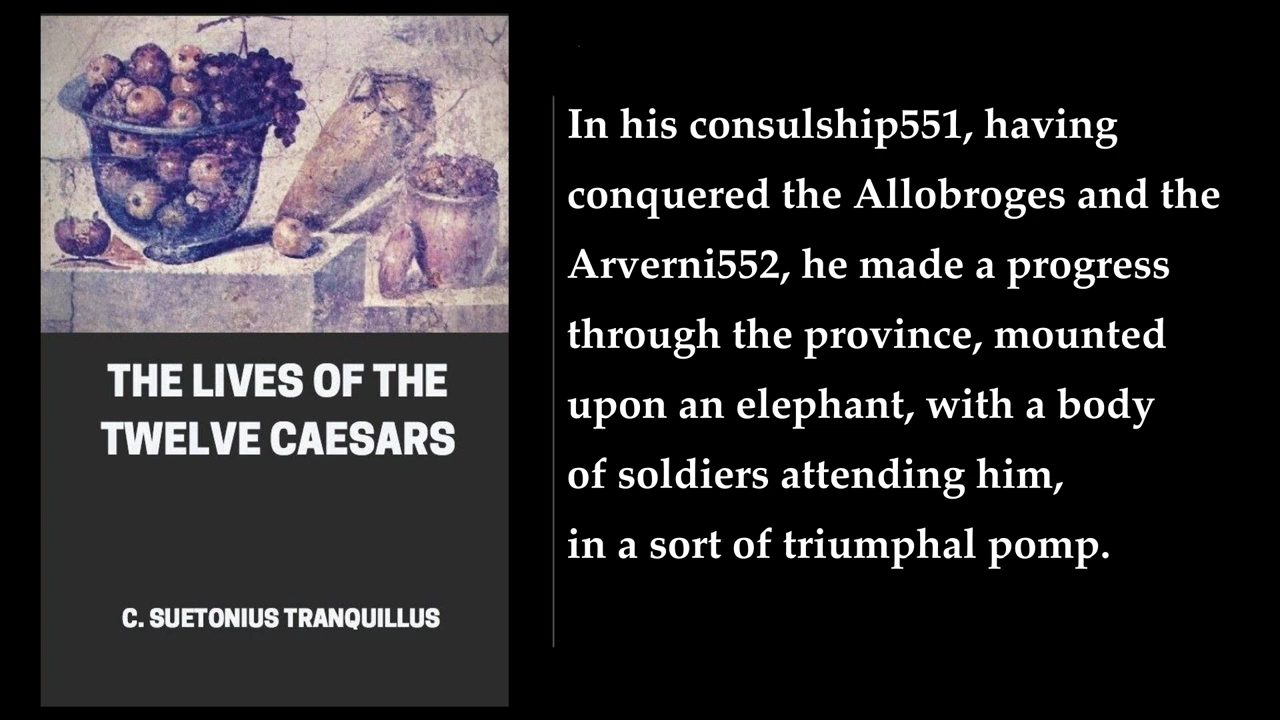 THE LIVES OF THE
TWELVE CAESARS
C. SUETONIUS TRANQUILLUS
In his consulship551, having
conquered the Allobroges and the
Arverni552, he made a progress
through the province, mounted
upon an elephant, with a body
of soldiers attending him,
in a sort of triumphal pomp.